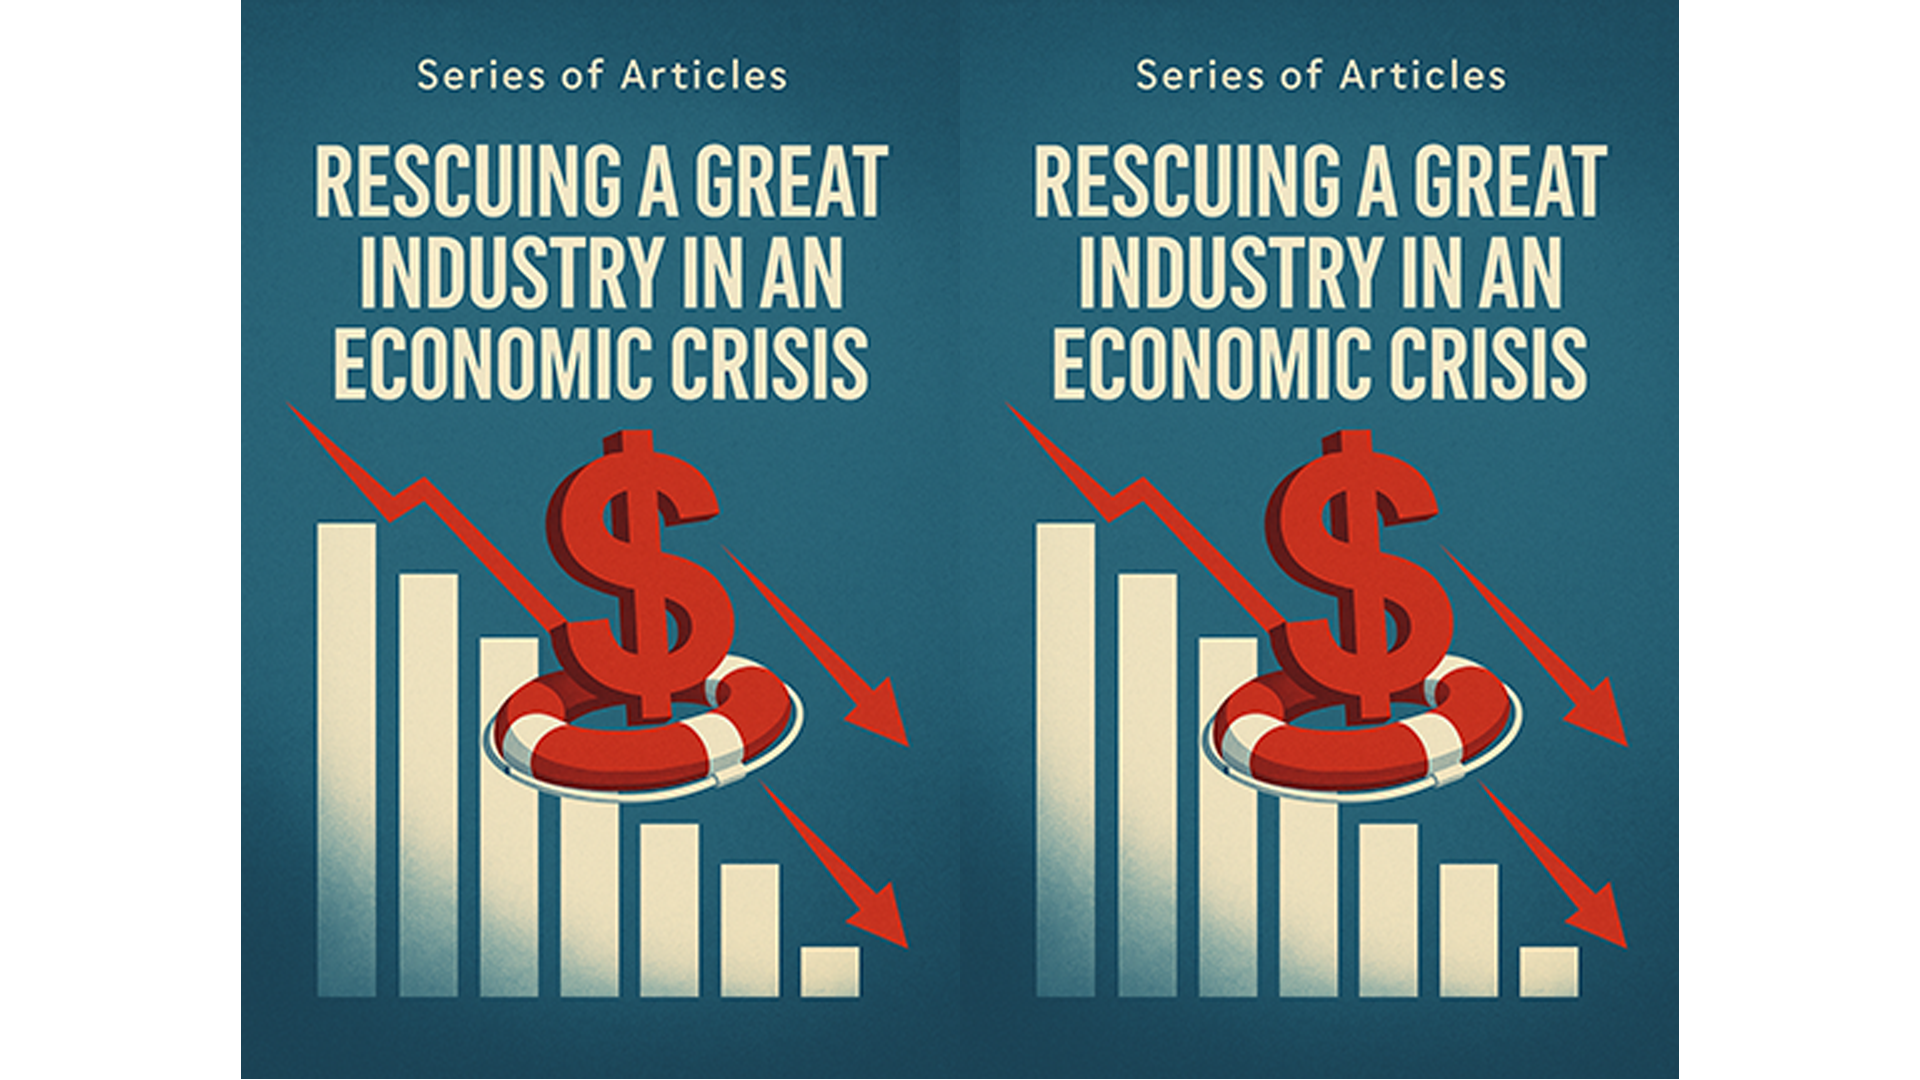 Series of Articles
RESCUING A GREAT
INDUSTRY IN AN
ECONOMIC CRISIS
$
Series of Articles
RESCUING A GREAT
INDUSTRY IN AN
ECONOMIC CRISIS
$